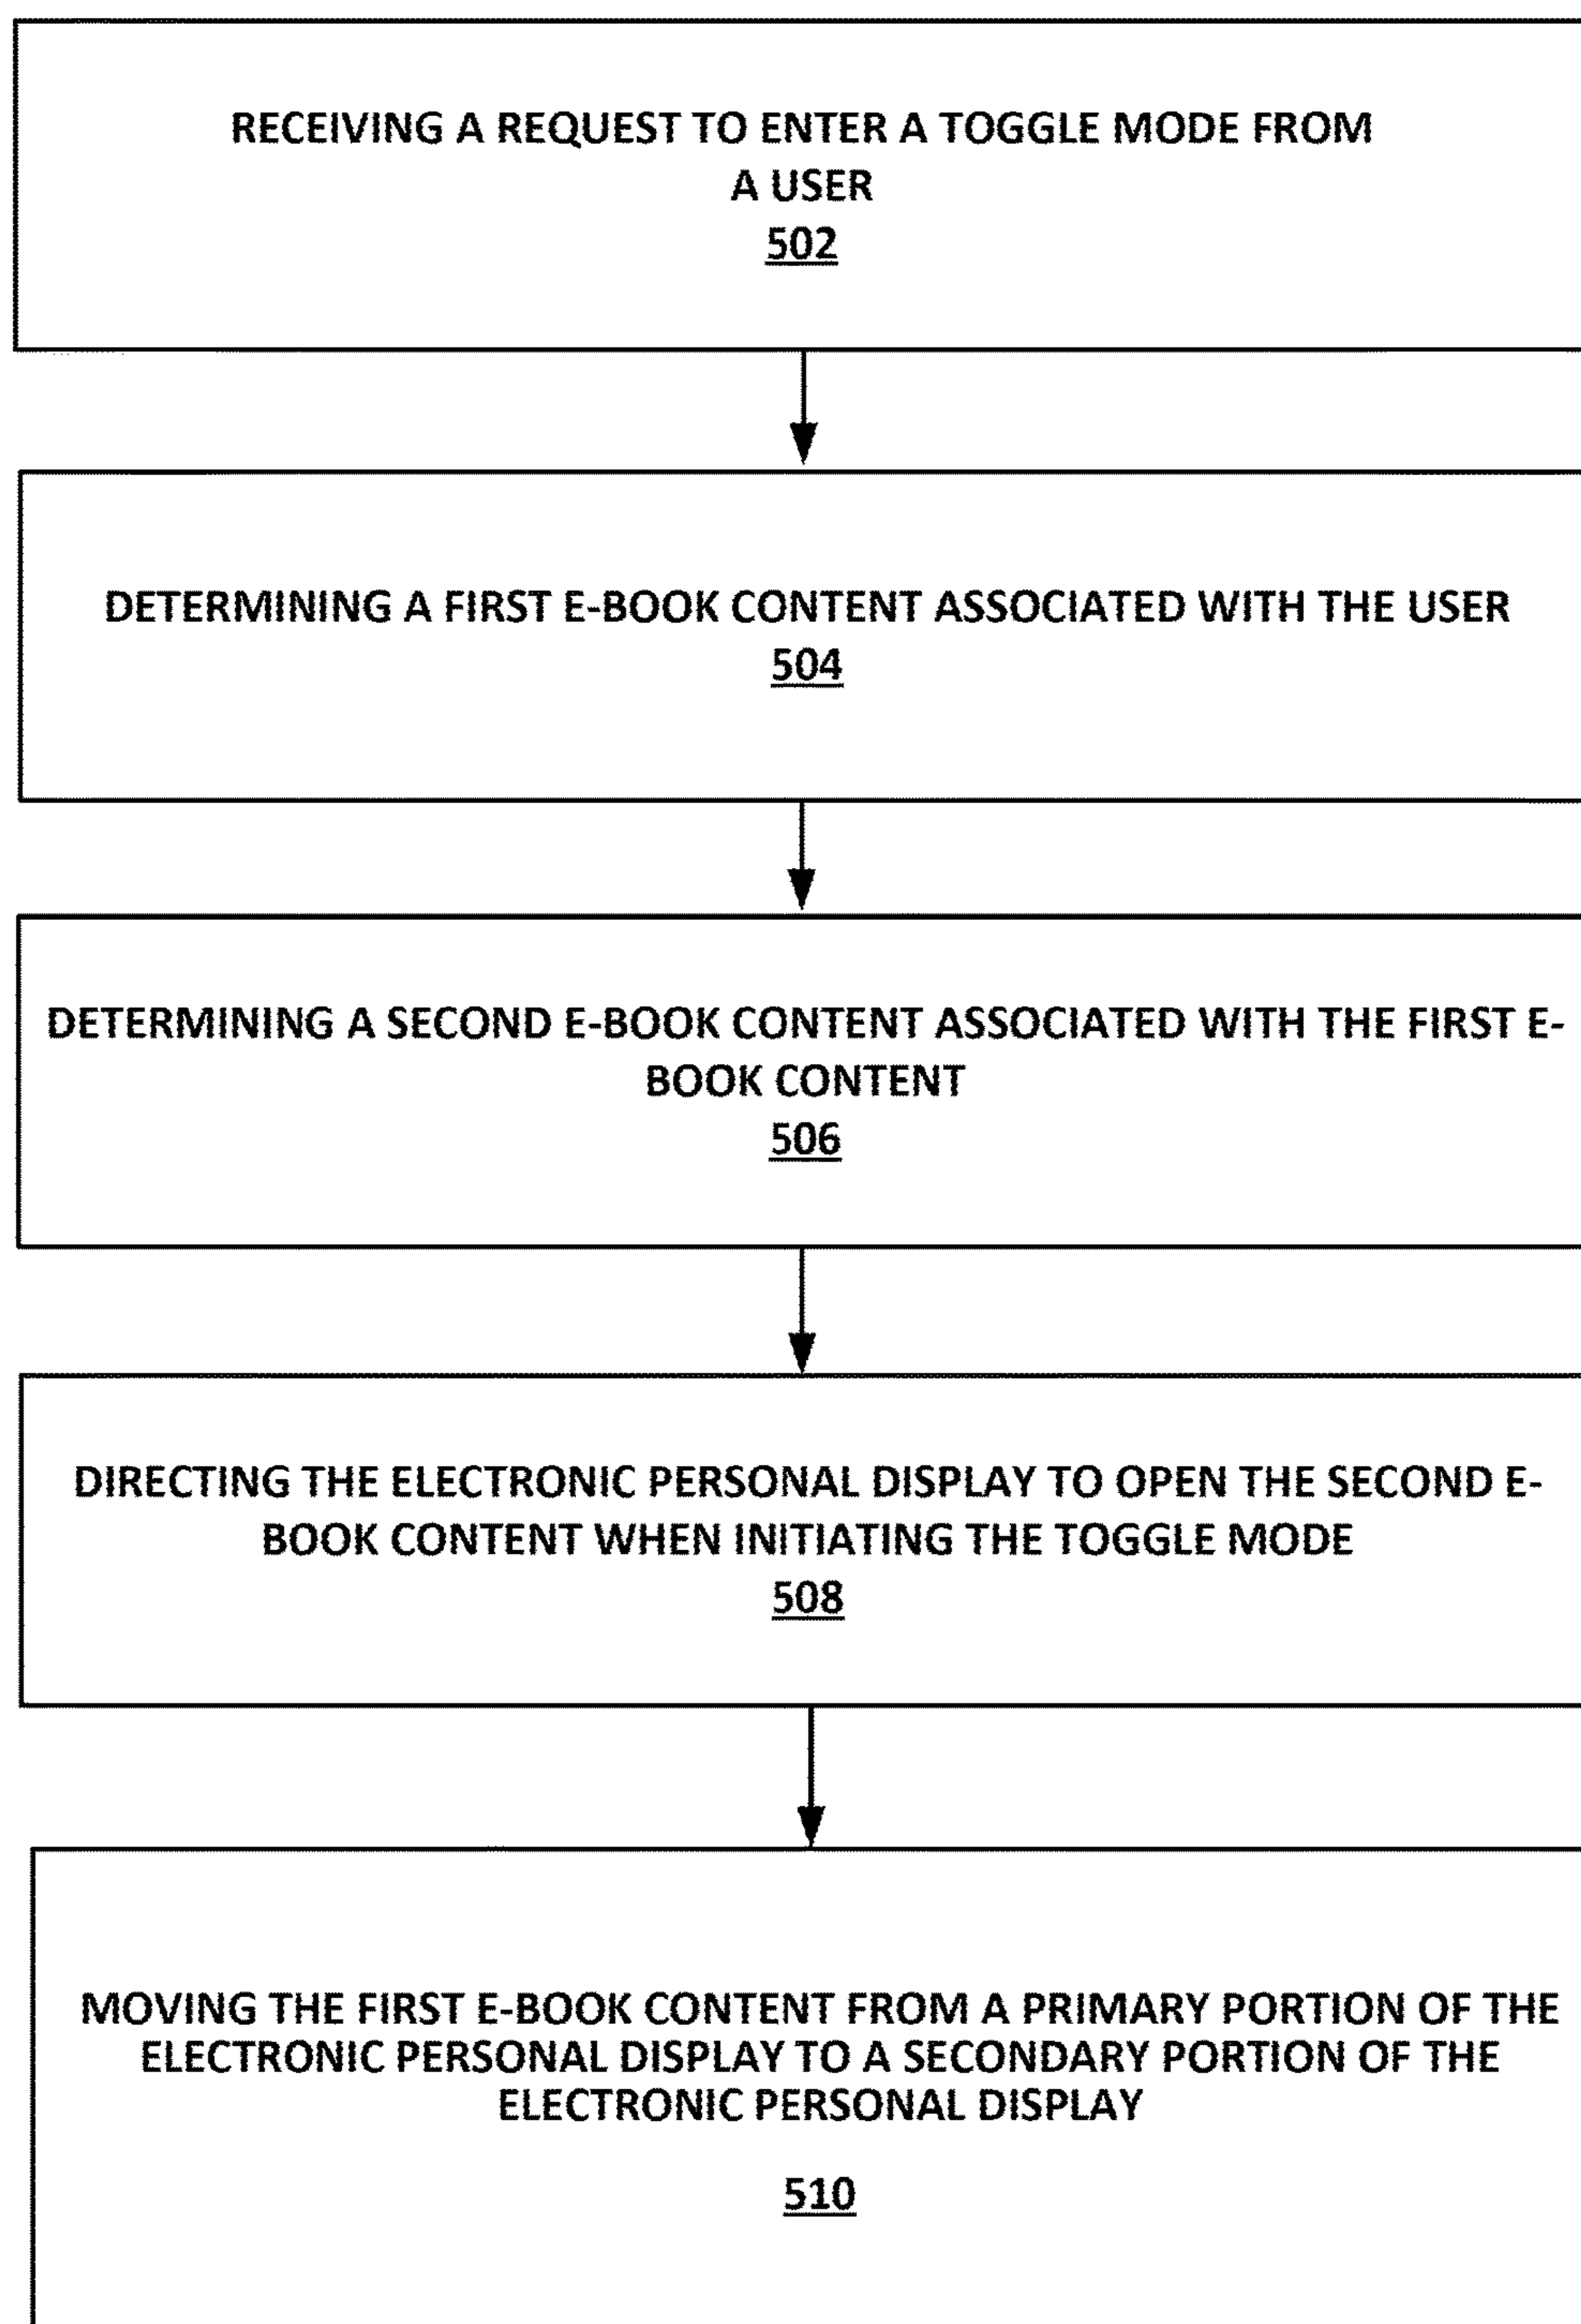 RECEIVING A REQUEST TO ENTER A TOGGLE MODE FROM
A USER
502
DETERMINING A FIRST E-BOOK CONTENT ASSOCIATED WITH THE USER
504
DETERMINING A SECOND E-BOOK CONTENT ASSOCIATED WITH THE FIRST E-
BOOK CONTENT
506
DIRECTING THE ELECTRONIC PERSONAL DISPLAY TO OPEN THE SECOND E-
BOOK CONTENT WHEN INITIATING THE TOGGLE MODE
508
MOVING THE FIRST E-BOOK CONTENT FROM A PRIMARY PORTION OF THE
ELECTRONIC PERSONAL DISPLAY TO A SECONDARY PORTION OF THE
ELECTRONIC PERSONAL DISPLAY
510